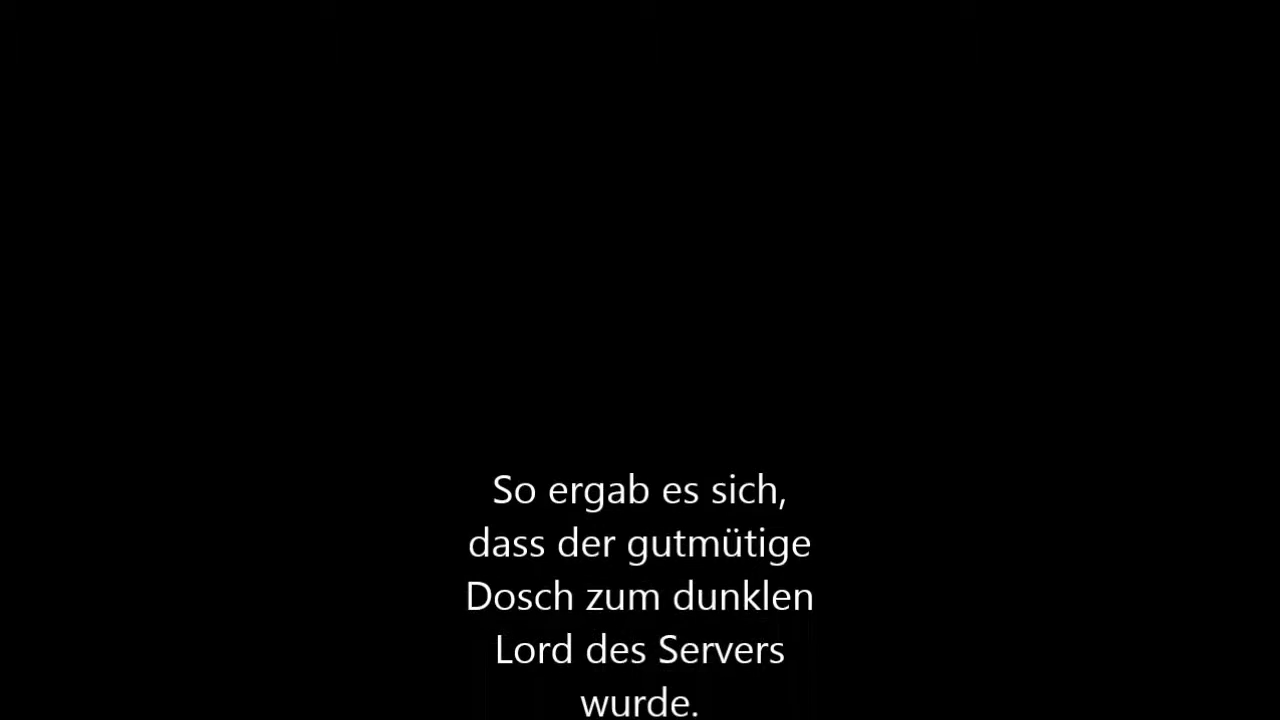 So ergab es sich,
dass der gutmütige
Dosch zum dunklen
Lord des Servers
wurde.